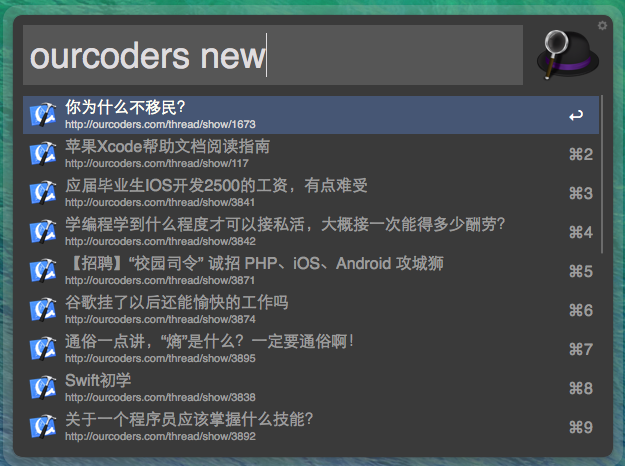 ourcoders new
你为什么不移民?
http://ourcoders.com/thread/show/1673
↩
苹果Xcode帮助文档阅读指南
http://ourcoders.com/thread/show/117
⌘2
应届毕业生IOS开发2500的工资，有点难受
http://ourcoders.com/thread/show/3841
⌘3
学编程学到什么程度才可以接私活，大概接一次能得多少酬劳?
http://ourcoders.com/thread/show/3842
⌘4
【招聘】“校园司令” 诚招 PHP、iOS、Android 攻城狮
http://ourcoders.com/thread/show/3871
⌘5
谷歌挂了以后还能愉快的工作吗
http://ourcoders.com/thread/show/3874
⌘6
通俗一点讲，“熵”是什么？一定要通俗啊！
http://ourcoders.com/thread/show/3895
⌘7
Swift初学
http://ourcoders.com/thread/show/3838
⌘8
关于一个程序员应该掌握什么技能?
http://ourcoders.com/thread/show/3892
⌘9